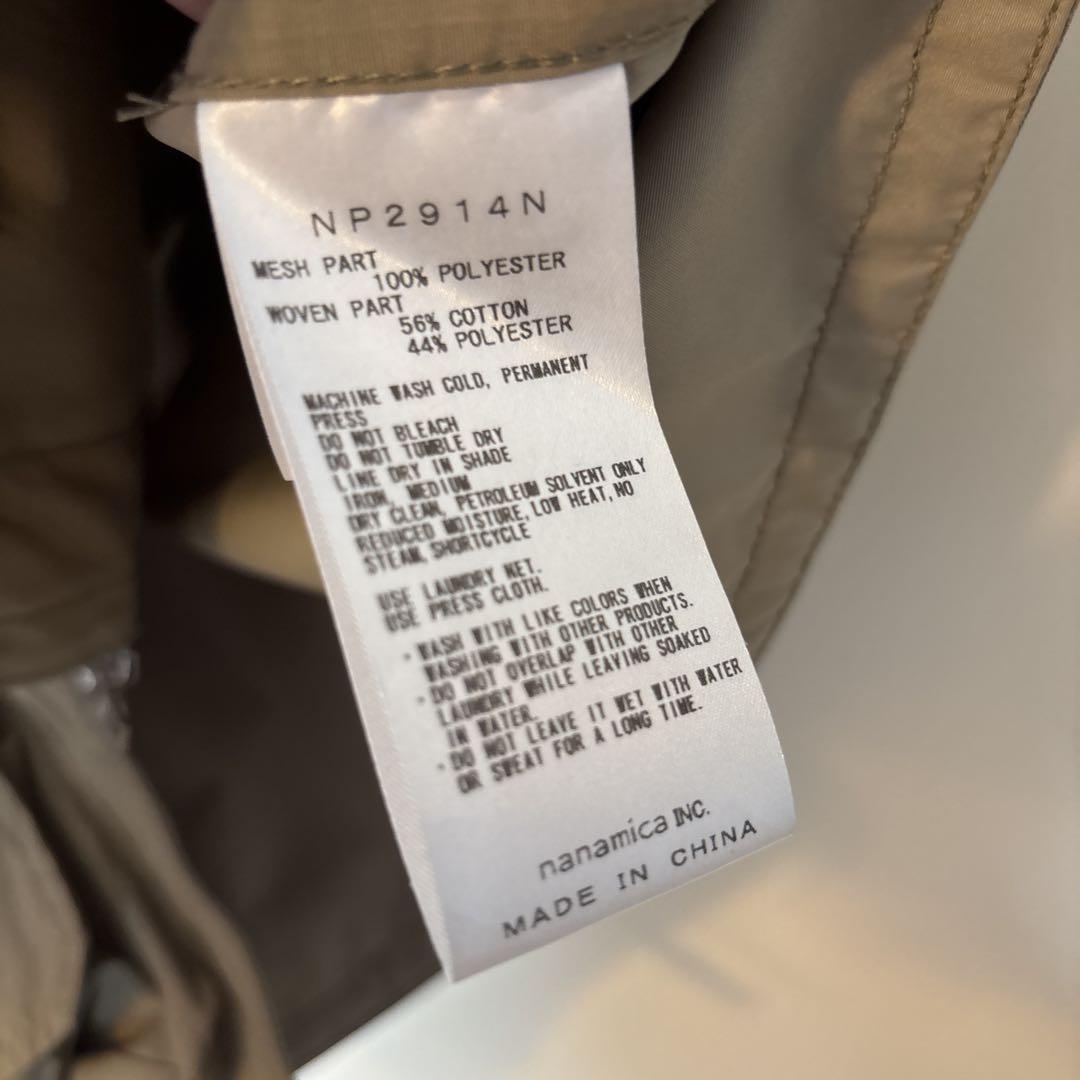 NP2914N
MESH PART
100% POLYESTER
WOVEN PART
56% COTTON
44% POLYESTER
MACHINE WASH COLD, PERMANENT
PRESS
DO NOT BLEACH
DO NOT TUMBLE DRY
LINE DRY IN SHADE
IRON, MEDIUM
DRY CLEAN, PETROLEUM SOLVENT ONLY
REDUCED MOISTURE, LOW HEAT, NO
STEAM, SHORTCYCLE
USE LAUNDRY NET.
USE PRESS CLOTH.
・WASH WITH LIKE COLORS WHEN
WASHING WITH OTHER PRODUCTS.
・DO NOT OVERLAP WITH OTHER
LAUNDRY WHILE LEAVING SOAKED
IN WATER.
・DO NOT LEAVE IT WET WITH WATER
OR SWEAT FOR A LONG TIME.
nanamica INC.
MADE IN CHINA